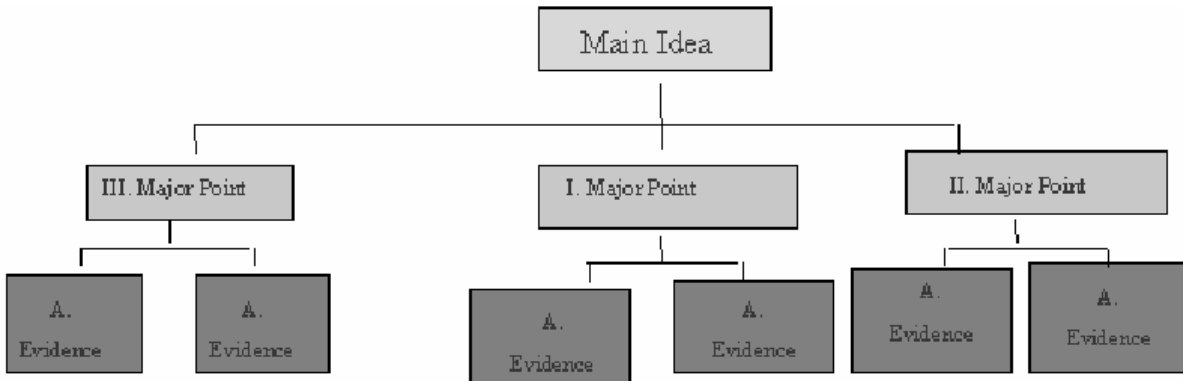 Main Idea
III. Major Point
I. Major Point
II. Major Point
A.
Evidence
A.
Evidence
A.
Evidence
A.
Evidence
A.
Evidence
A.
Evidence